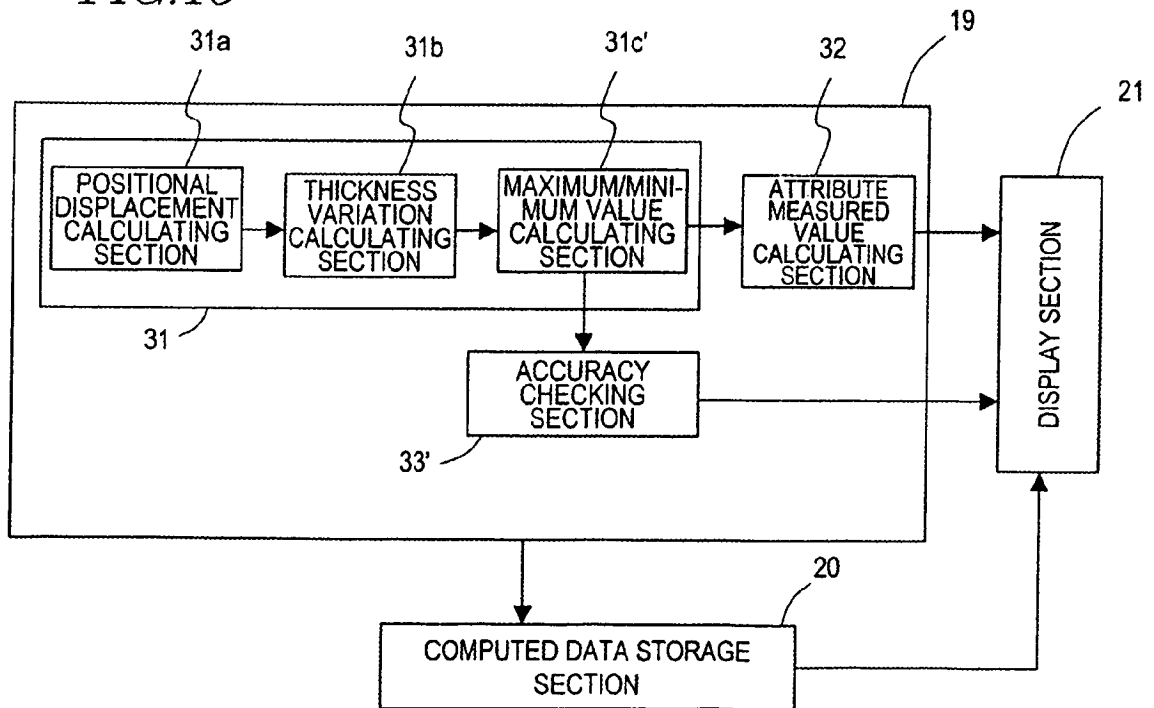 31a
31b
31c'
32
19
21
POSITIONAL
DISPLACEMENT
CALCULATING
SECTION
THICKNESS
VARIATION
CALCULATING
SECTION
MAXIMUM/MINI-
MUM VALUE
CALCULATING
SECTION
ATTRIBUTE
MEASURED
VALUE
CALCULATING
SECTION
DISPLAY SECTION
31
ACCURACY
CHECKING
SECTION
33'
20
COMPUTED DATA STORAGE
SECTION